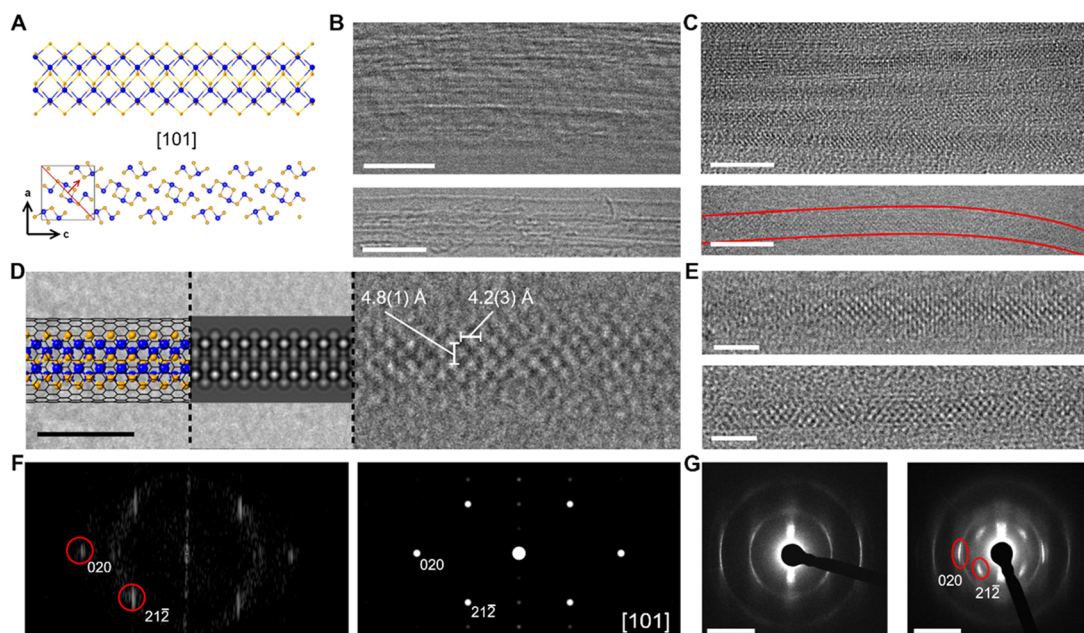 A
B
C
[101]
a
c
D
4.8(1) Å
4.2(3) Å
E
F
020
212̅
020
212̅
[101]
G
020
212̅